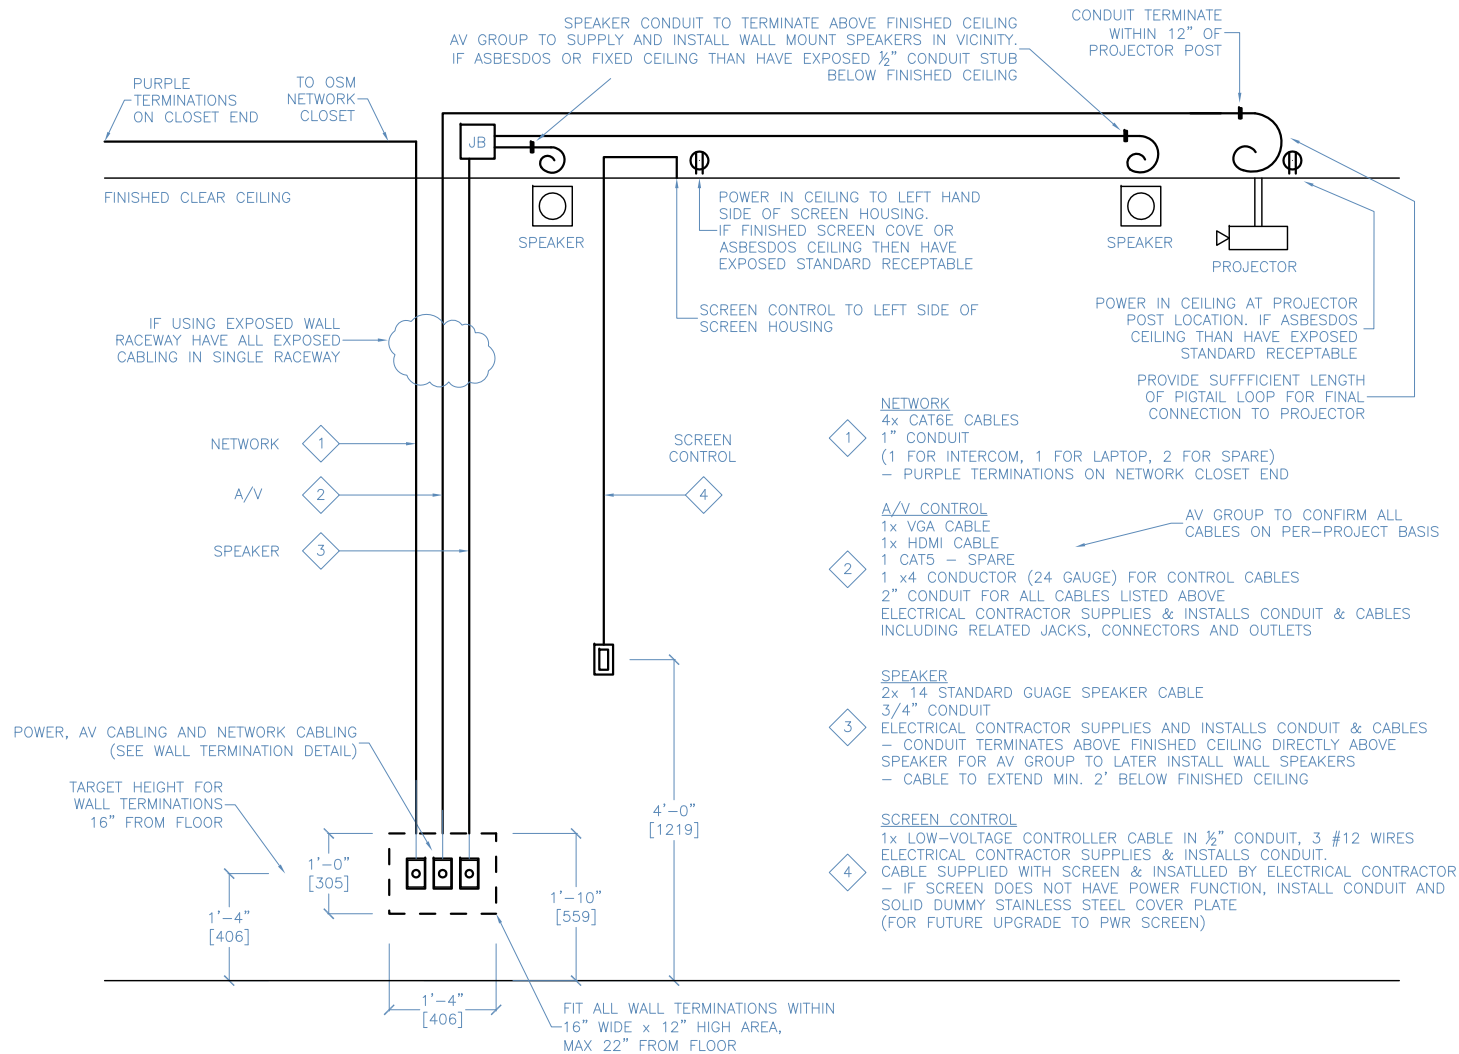 SPEAKER CONDUIT TO TERMINATE ABOVE FINISHED CEILING
AV GROUP TO SUPPLY AND INSTALL WALL MOUNT SPEAKERS IN VICINITY.
IF ASBESDOS OR FIXED CEILING THAN HAVE EXPOSED ½" CONDUIT STUB
BELOW FINISHED CEILING
CONDUIT TERMINATE
WITHIN 12" OF
PROJECTOR POST
PURPLE
TERMINATIONS
ON CLOSET END
TO OSM
NETWORK
CLOSET
JB
FINISHED CLEAR CEILING
SPEAKER
POWER IN CEILING TO LEFT HAND
SIDE OF SCREEN HOUSING.
IF FINISHED SCREEN COVE OR
ASBESDOS CEILING THEN HAVE
EXPOSED STANDARD RECEPTABLE
SPEAKER
PROJECTOR
SCREEN CONTROL TO LEFT SIDE OF
SCREEN HOUSING
POWER IN CEILING AT PROJECTOR
POST LOCATION. IF ASBESDOS
CEILING THAN HAVE EXPOSED
STANDARD RECEPTABLE
PROVIDE SUFFFICIENT LENGTH
OF PIGTAIL LOOP FOR FINAL
CONNECTION TO PROJECTOR
IF USING EXPOSED WALL
RACEWAY HAVE ALL EXPOSED
CABLING IN SINGLE RACEWAY
NETWORK 1
A/V 2
SPEAKER 3
SCREEN
CONTROL
4
1
NETWORK
4x CAT6E CABLES
1" CONDUIT
(1 FOR INTERCOM, 1 FOR LAPTOP, 2 FOR SPARE)
– PURPLE TERMINATIONS ON NETWORK CLOSET END
2
A/V CONTROL
1x VGA CABLE
1x HDMI CABLE
1 CAT5 – SPARE
1 x4 CONDUCTOR (24 GAUGE) FOR CONTROL CABLES
2" CONDUIT FOR ALL CABLES LISTED ABOVE
ELECTRICAL CONTRACTOR SUPPLIES & INSTALLS CONDUIT & CABLES
INCLUDING RELATED JACKS, CONNECTORS AND OUTLETS
AV GROUP TO CONFIRM ALL
CABLES ON PER–PROJECT BASIS
3
SPEAKER
2x 14 STANDARD GUAGE SPEAKER CABLE
3/4" CONDUIT
ELECTRICAL CONTRACTOR SUPPLIES AND INSTALLS CONDUIT & CABLES
– CONDUIT TERMINATES ABOVE FINISHED CEILING DIRECTLY ABOVE
SPEAKER FOR AV GROUP TO LATER INSTALL WALL SPEAKERS
– CABLE TO EXTEND MIN. 2' BELOW FINISHED CEILING
4
SCREEN CONTROL
1x LOW–VOLTAGE CONTROLLER CABLE IN ½" CONDUIT, 3 #12 WIRES
ELECTRICAL CONTRACTOR SUPPLIES & INSTALLS CONDUIT.
CABLE SUPPLIED WITH SCREEN & INSATLLED BY ELECTRICAL CONTRACTOR
– IF SCREEN DOES NOT HAVE POWER FUNCTION, INSTALL CONDUIT AND
SOLID DUMMY STAINLESS STEEL COVER PLATE
(FOR FUTURE UPGRADE TO PWR SCREEN)
POWER, AV CABLING AND NETWORK CABLING
(SEE WALL TERMINATION DETAIL)
TARGET HEIGHT FOR
WALL TERMINATIONS
16" FROM FLOOR
1'–0"
[305]
1'–4"
[406]
1'–10"
[559]
4'–0"
[1219]
1'–4"
[406]
FIT ALL WALL TERMINATIONS WITHIN
16" WIDE x 12" HIGH AREA,
MAX 22" FROM FLOOR